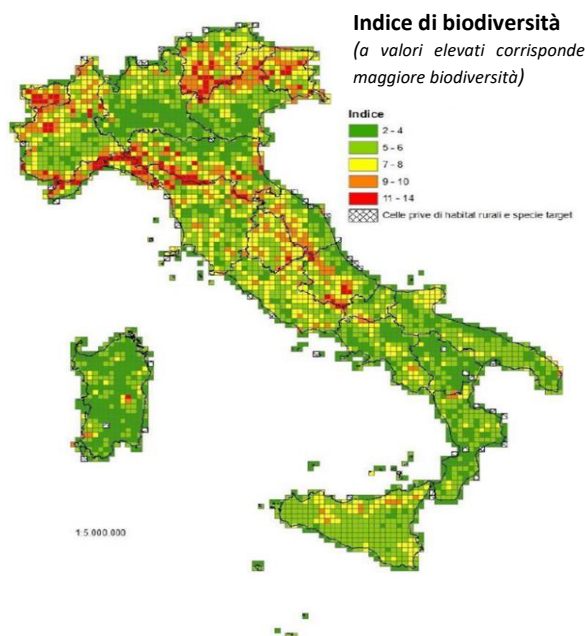 Indice di biodiversità
(a valori elevati corrisponde
maggiore biodiversità)
Indice
2 - 4
5 - 6
7 - 8
9 - 10
11 - 14
Celle prive di habitat rurali e specie target
1:5.000.000